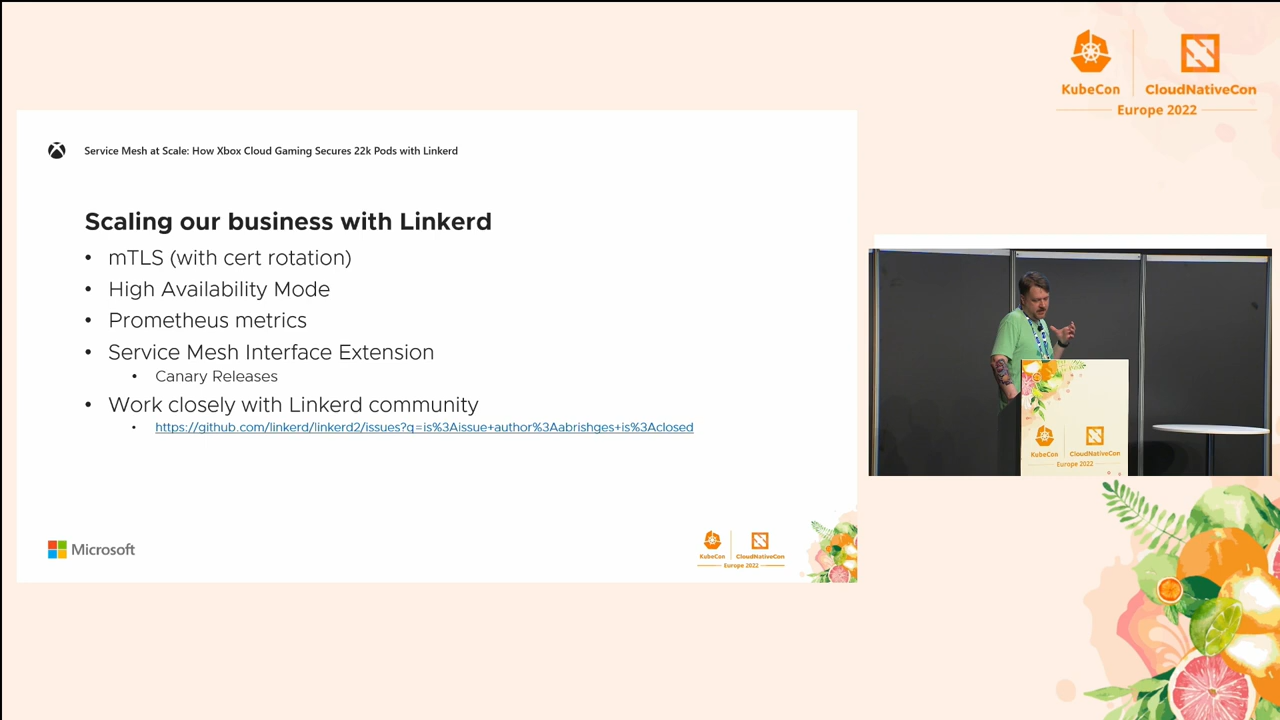 KubeCon
CloudNativeCon
Europe 2022
Service Mesh at Scale: How Xbox Cloud Gaming Secures 22k Pods with Linkerd
Scaling our business with Linkerd
• mTLS (with cert rotation)
• High Availability Mode
• Prometheus metrics
• Service Mesh Interface Extension
• Canary Releases
• Work closely with Linkerd community
• https://github.com/linkerd/linkerd2/issues?q=is%3Aissue+author%3Aabrishges+is%3Aclosed
Microsoft
KubeCon
CloudNativeCon
Europe 2022
KubeCon
CloudNativeCon
Europe 2022